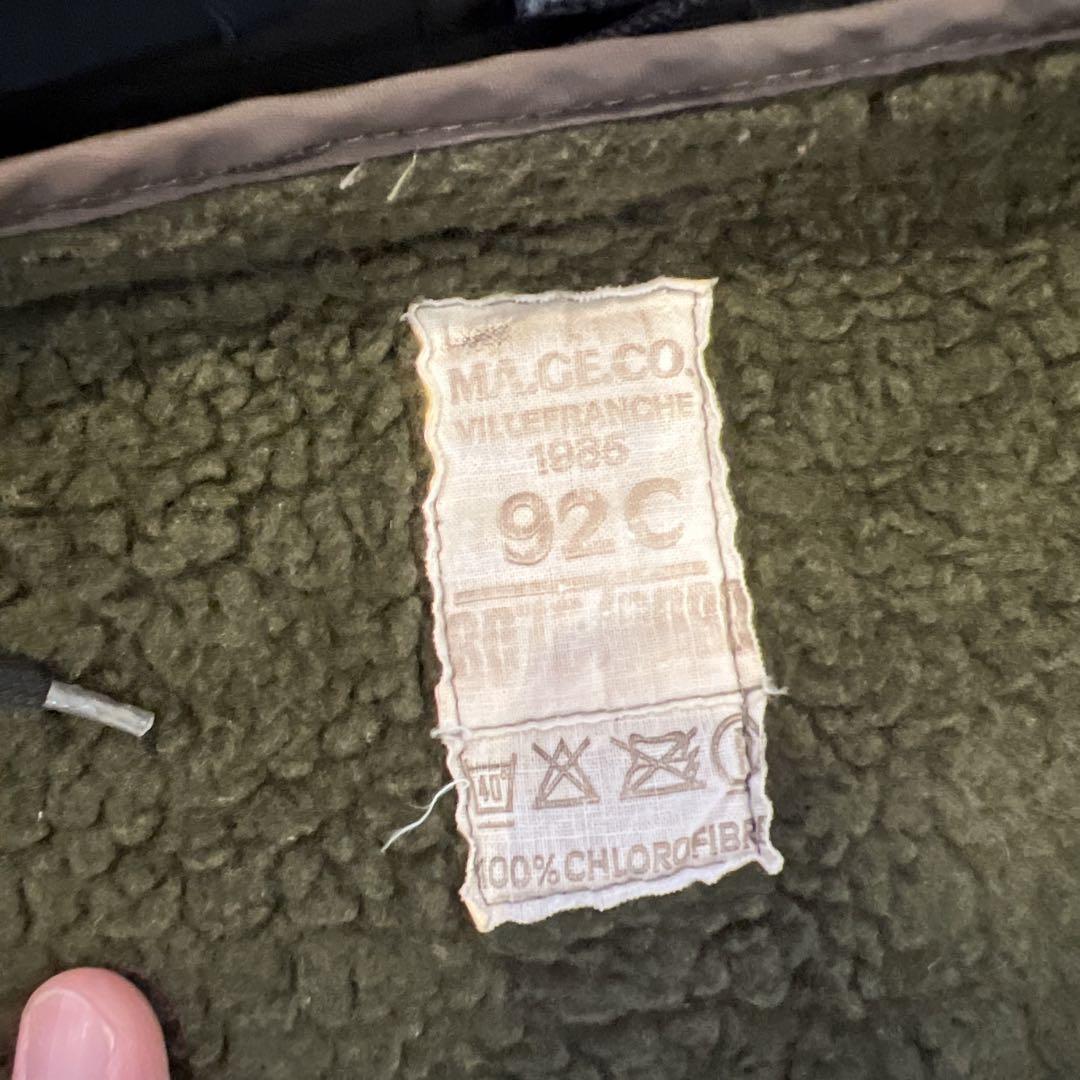 MA.GE.CO.
VILLEFRANCHE
1985
92 C
40°
100% CHLOROFIBRE